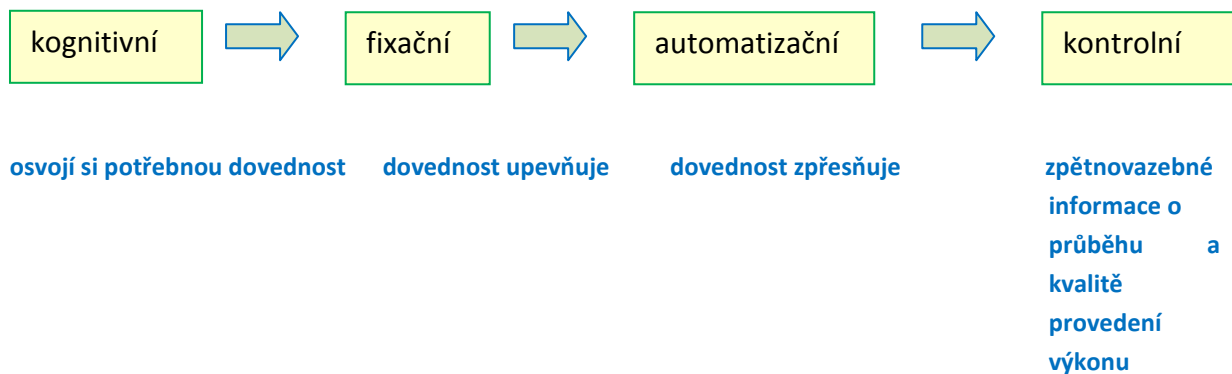 kognitivní
fixační
automatizační
kontrolní
osvojí si potřebnou dovednost
dovednost upevňuje
dovednost zpřesňuje
zpětnovazebné
informace o
průběhu a
kvalitě
provedení
výkonu